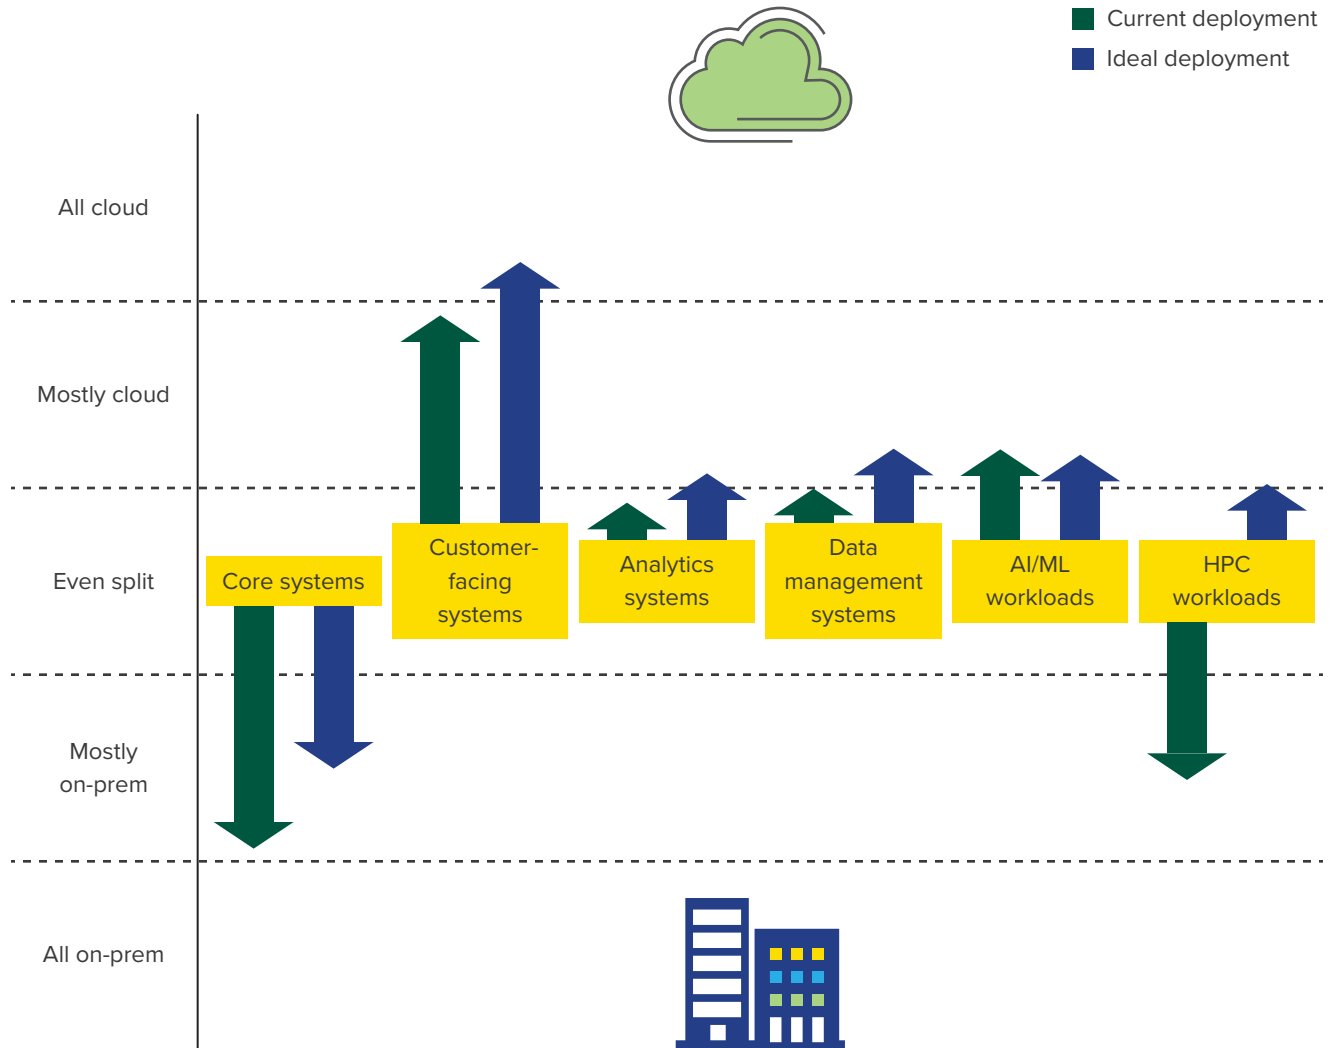 Current deployment
Ideal deployment
All cloud
Mostly cloud
Even split
Mostly
on-prem
All on-prem
Core systems
Customer-
facing
systems
Analytics
systems
Data
management
systems
AI/ML
workloads
HPC
workloads